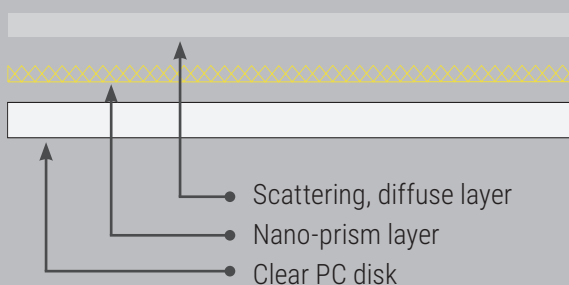 Scattering, diffuse layer
Nano-prism layer
Clear PC disk